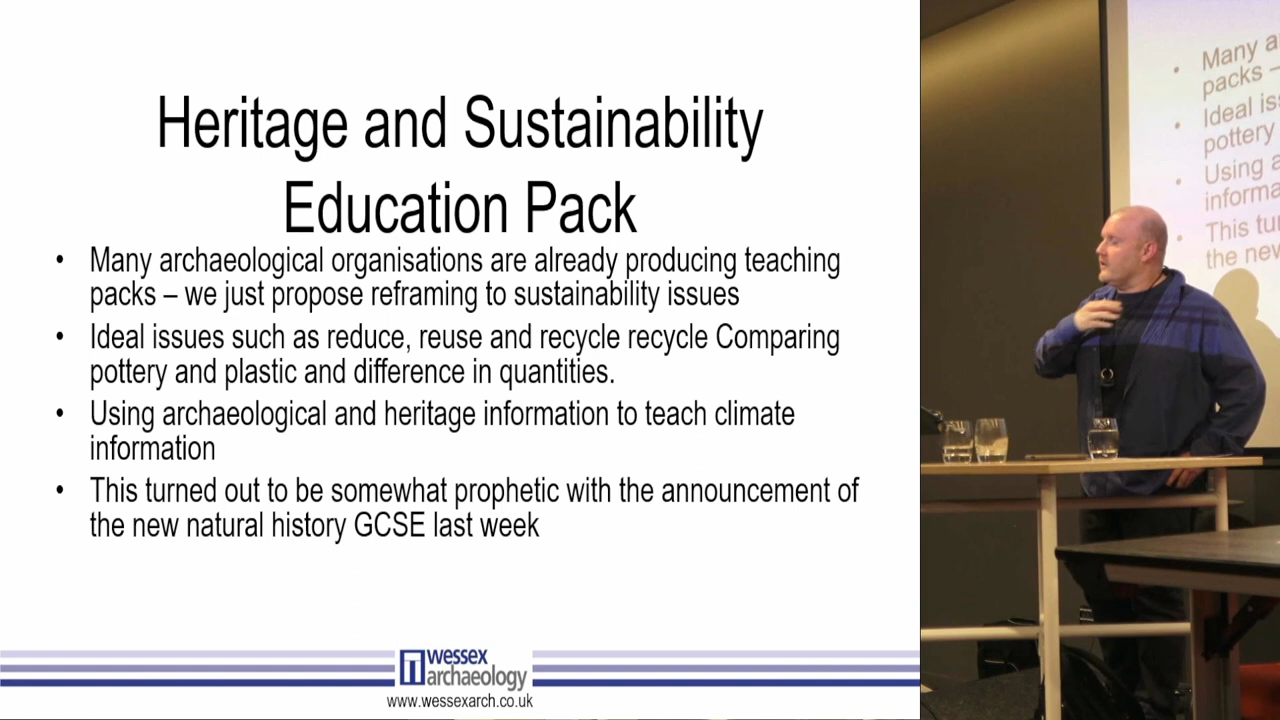 Heritage and Sustainability
Education Pack
• Many archaeological organisations are already producing teaching
packs – we just propose reframing to sustainability issues
• Ideal issues such as reduce, reuse and recycle recycle Comparing
pottery and plastic and difference in quantities.
• Using archaeological and heritage information to teach climate
information
• This turned out to be somewhat prophetic with the announcement of
the new natural history GCSE last week
wessex
archaeology
www.wessexarch.co.uk
• Many a
packs –
• Ideal is
pottery
• Using a
informa
• This tur
the new